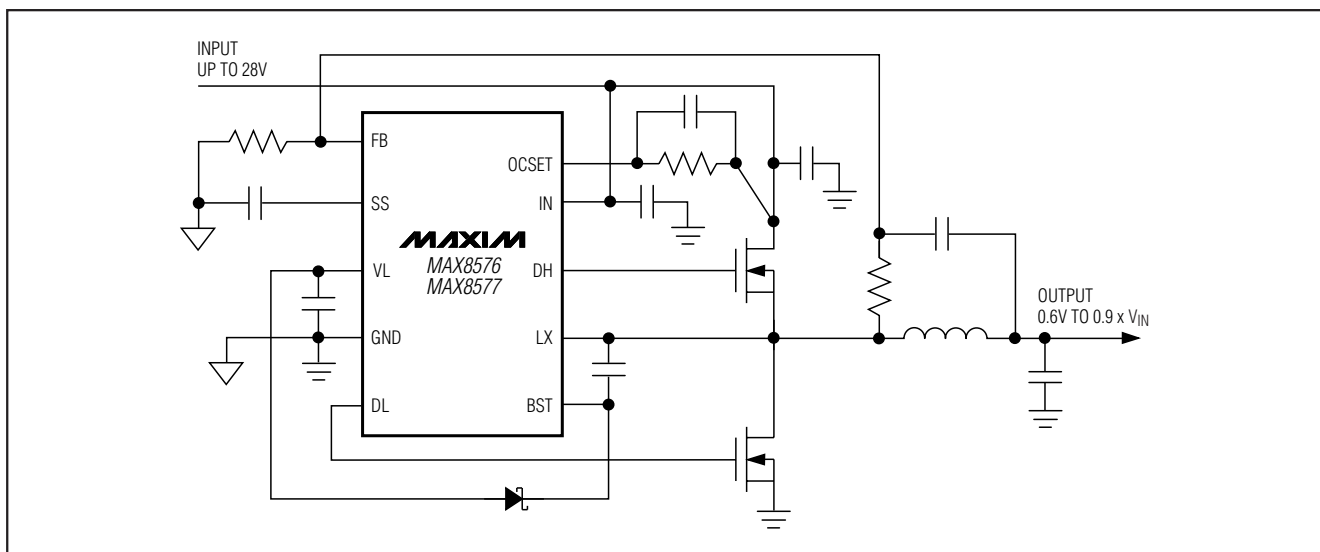 INPUT
UP TO 28V
FB
OCSET
SS
IN
MAXIM
MAX8576
MAX8577
VL
DH
GND
LX
OUTPUT
0.6V TO 0.9 x VIN
DL
BST